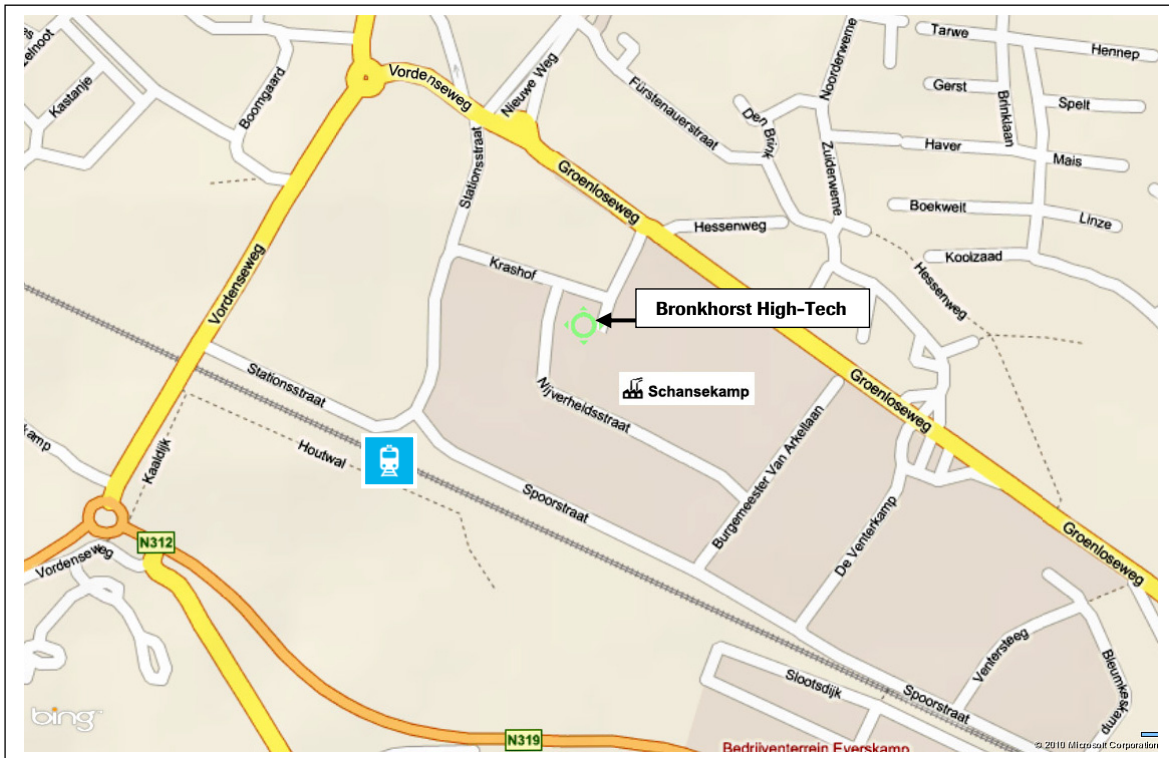 Kastanje
Boomgaard
Vordenseweg
Nieuwe Weg
Fürstenauerstraat
Den Brink
Noorderwerne
Tarwe
Hennep
Gerst
Brinklaan
Spelt
Haver
Mais
Zuiderwerne
Stationsstraat
Groenloseweg
Boekweit
Linze
Hessenweg
Koolzaad
Hessenweg
Krashof
Vordenseweg
Bronkhorst High-Tech
Schansekamp
Stationsstraat
Nijverheidsstraat
Groenloseweg
Kaaldijk
Houtwal
Burgemeester Van Arkellaan
Spoorstraat
De Venterkamp
Groenloseweg
N312
Vordenseweg
Ventersteeg
Bleumkeskamp
Slootsdijk
Spoorstraat
bing
N319
Bedrijventerrein Everskamp
© 2010 Microsoft Corporation